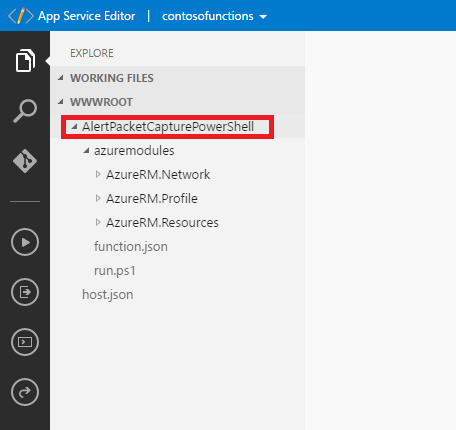 App Service Editor contosofunctions
EXPLORE
WORKING FILES
WWWROOT
AlertPacketCapturePowerShell
azuremodules
AzureRM.Network
AzureRM.Profile
AzureRM.Resources
function.json
run.ps1
host.json